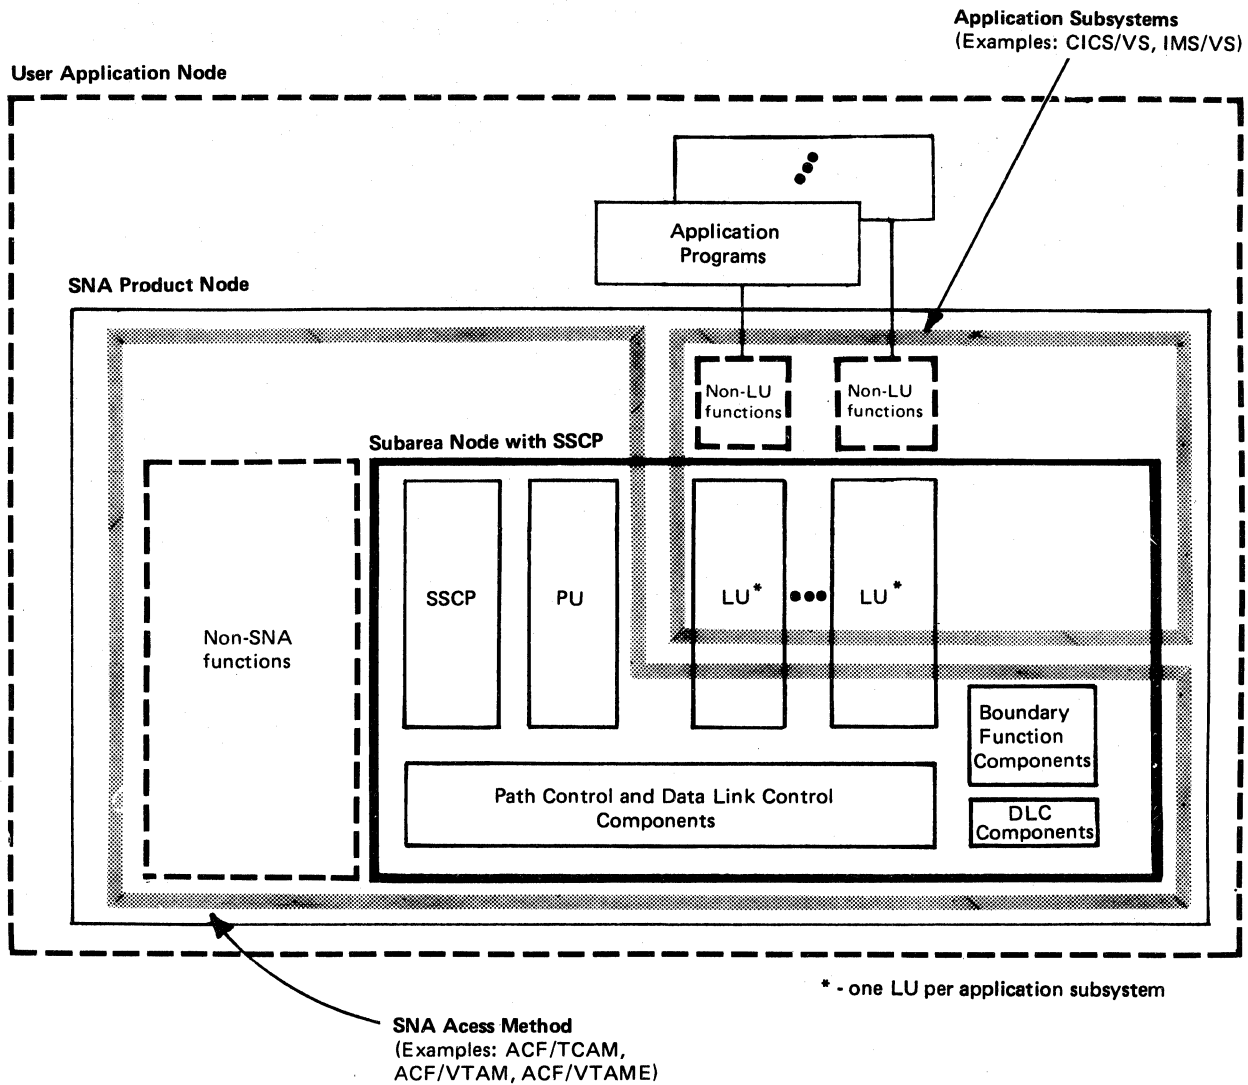 Application Subsystems
(Examples: CICS/VS, IMS/VS)
User Application Node
Application
Programs
SNA Product Node
Non-LU
functions
Non-LU
functions
Subarea Node with SSCP
Non-SNA
functions
SSCP
PU
LU*
LU*
Boundary
Function
Components
Path Control and Data Link Control
Components
DLC
Components
* - one LU per application subsystem
SNA Acess Method
(Examples: ACF/TCAM,
ACF/VTAM, ACF/VTAME)